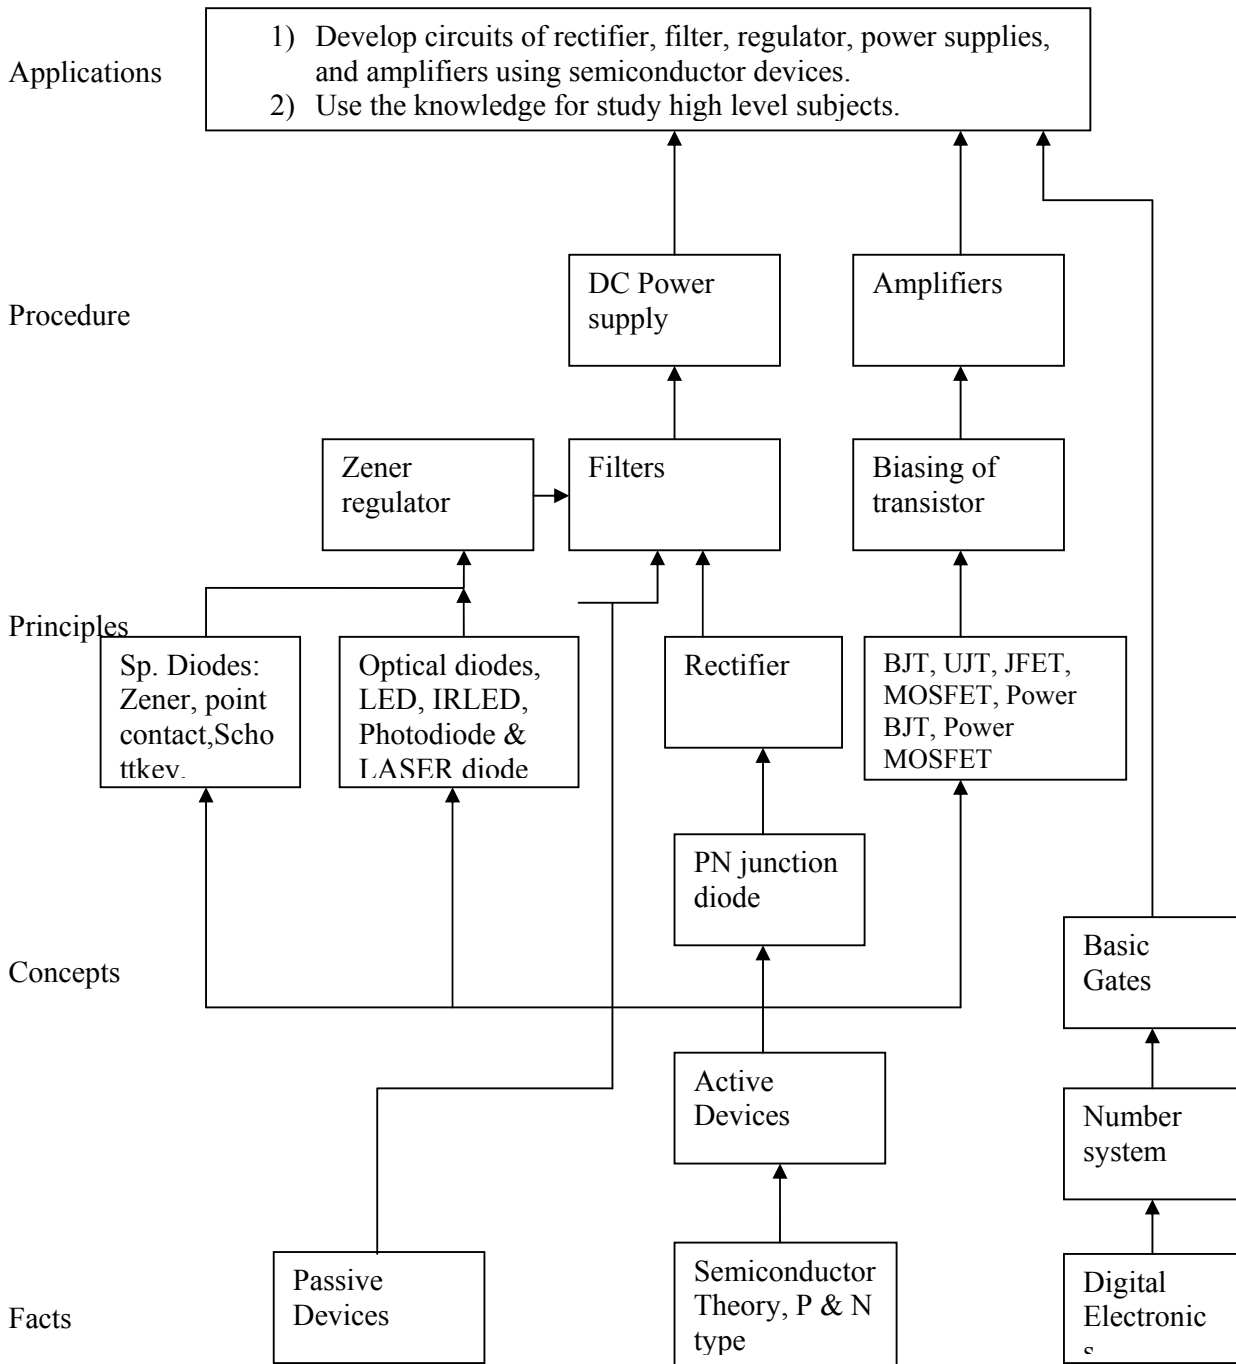 1) Develop circuits of rectifier, filter, regulator, power supplies,
and amplifiers using semiconductor devices.
2) Use the knowledge for study high level subjects.
Applications
DC Power
supply
Amplifiers
Procedure
Zener
regulator
Filters
Biasing of
transistor
Principles
Sp. Diodes:
Zener, point
contact,Scho
ttkey.
Optical diodes,
LED, IRLED,
Photodiode &
LASER diode
Rectifier
BJT, UJT, JFET,
MOSFET, Power
BJT, Power
MOSFET
PN junction
diode
Concepts
Basic
Gates
Active
Devices
Number
system
Passive
Devices
Semiconductor
Theory, P & N
type
Digital
Electronic
s
Facts